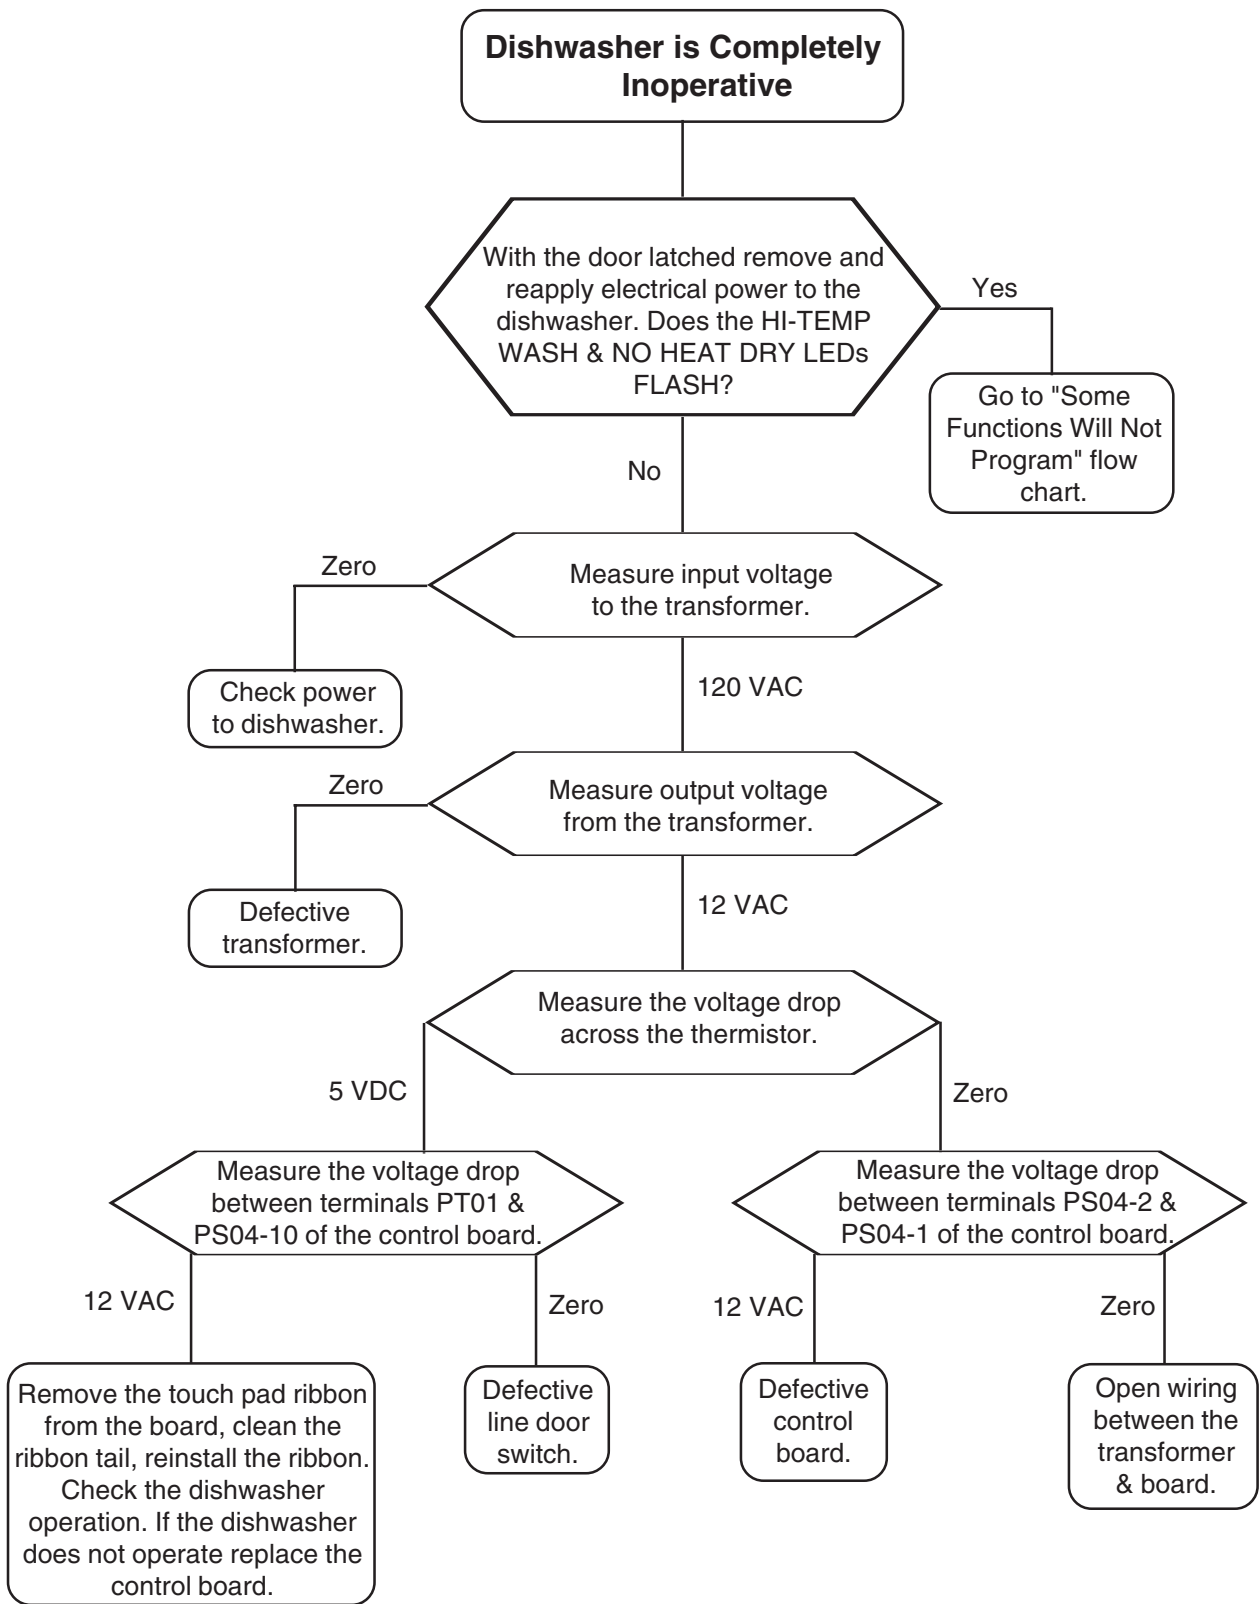 Dishwasher is Completely
Inoperative
With the door latched remove and
reapply electrical power to the
dishwasher. Does the HI-TEMP
WASH & NO HEAT DRY LEDs
FLASH?
Yes
Go to "Some
Functions Will Not
Program" flow
chart.
No
Measure input voltage
to the transformer.
Zero
Check power
to dishwasher.
120 VAC
Measure output voltage
from the transformer.
Zero
Defective
transformer.
12 VAC
Measure the voltage drop
across the thermistor.
5 VDC
Zero
Measure the voltage drop
between terminals PT01 &
PS04-10 of the control board.
Measure the voltage drop
between terminals PS04-2 &
PS04-1 of the control board.
12 VAC
Zero
12 VAC
Zero
Remove the touch pad ribbon
from the board, clean the
ribbon tail, reinstall the ribbon.
Check the dishwasher
operation. If the dishwasher
does not operate replace the
control board.
Defective
line door
switch.
Defective
control
board.
Open wiring
between the
transformer
& board.